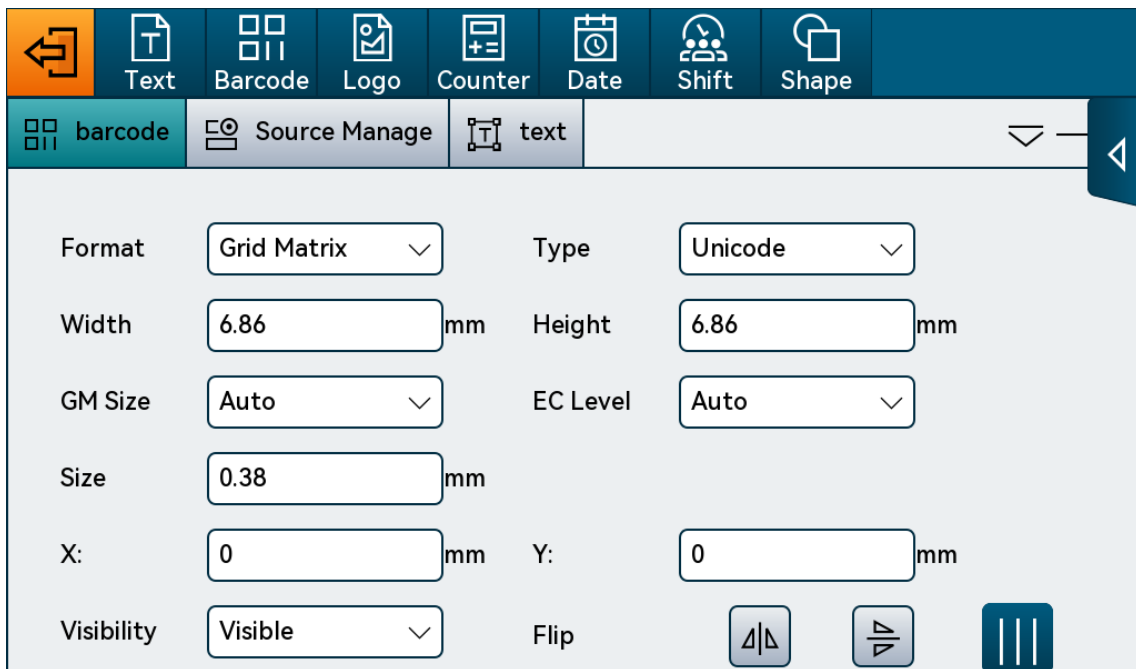 Text Barcode Logo Counter Date Shift Shape
barcode Source Manage text
Format Grid Matrix Type Unicode
Width 6.86 mm Height 6.86 mm
GM Size Auto EC Level Auto
Size 0.38 mm
X: 0 mm Y: 0 mm
Visibility Visible Flip